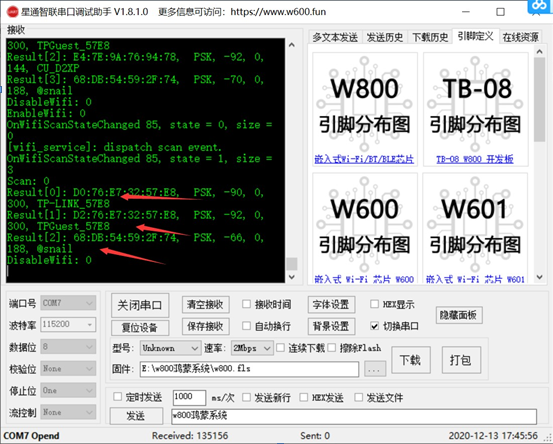 星通智联串口调试助手 V1.8.1.0 更多信息可访问：https://www.w600.fun
接收
300, TPGuest_57E8
Result[2]: E4:7E:9A:76:94:78, PSK, -92, 0,
144, CU_D2XP
Result[3]: 68:DB:54:59:2F:74, PSK, -70, 0,
188, @snail
DisableWifi: 0
EnableWifi: 0
OnWifiScanStateChanged 85, state = 0, size =
0
[wifi_service]: dispatch scan event.
OnWifiScanStateChanged 85, state = 1, size =
3
Scan: 0
Result[0]: D0:76:E7:32:57:E8, PSK, -90, 0,
300, TP-LINK_57E8
Result[1]: D2:76:E7:32:57:E8, PSK, -92, 0,
300, TPGuest_57E8
Result[2]: 68:DB:54:59:2F:74, PSK, -66, 0,
188, @snail
DisableWifi: 0
多文本发送 发送历史 下载历史 引脚定义 在线资源
W800
引脚分布图
嵌入式Wi-Fi/BT/BLE芯片
TB-08
引脚分布图
TB-08 W800 开发板
W600
引脚分布图
嵌入式 Wi-Fi 芯片 W600
W601
引脚分布图
嵌入式 Wi-Fi 芯片 W601
端口号 COM7
波特率 115200
数据位 8
校验位 None
停止位 One
流控制 None
关闭串口 清空接收 接收时间 字体设置 HEX显示
复位设备 保存接收 自动换行 背景设置 切换串口
隐藏面板
型号: Unknown 速率: 2Mbps 连续下载 擦除Flash
下载 打包
固件: E:\w800鸿蒙系统\w800.fls ...
定时发送 1000 ms/次 发送新行 HEX发送 发送文件
发送 w800鸿蒙系统
COM7 Opend Received: 135156 Sent: 0 2020-12-13 17:45:56